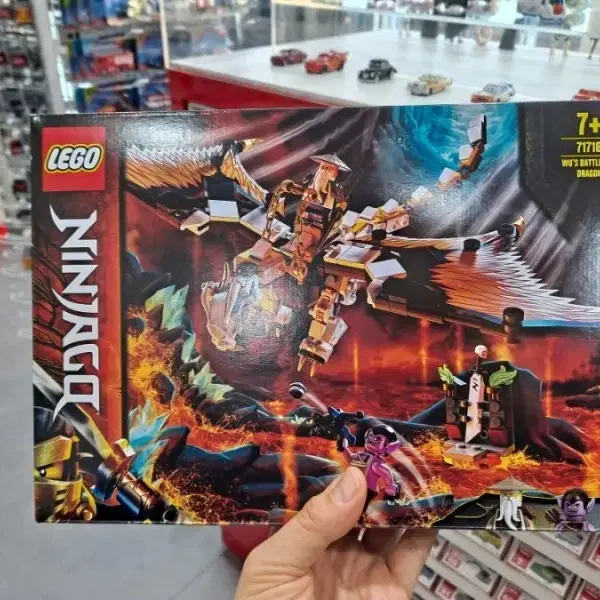 LEGO
NINJAGO
7+
71718
WU'S BATTLE
DRAGON